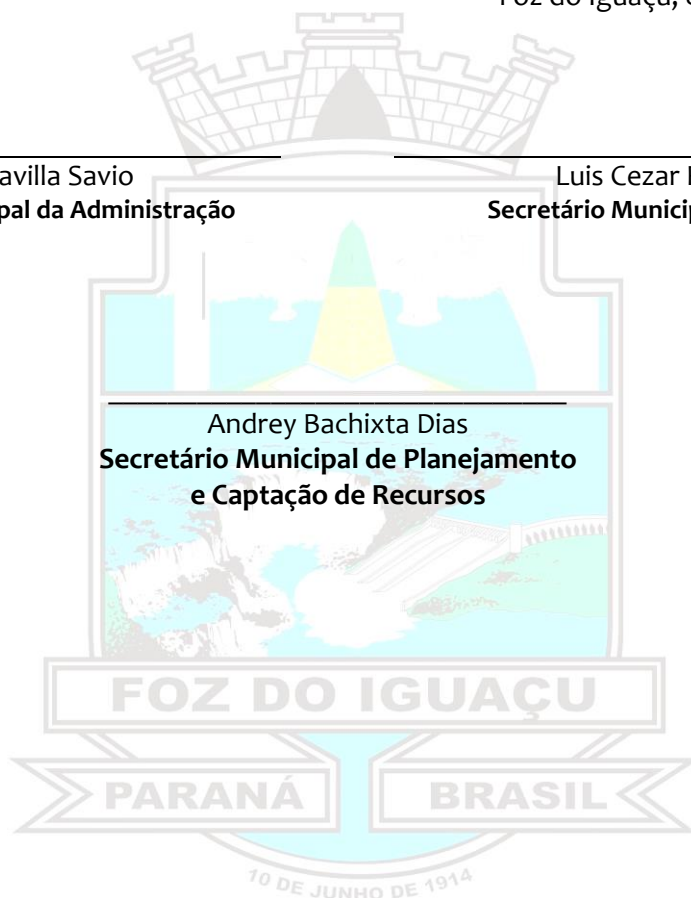 Foz do Iguaçu,
avilla Savio
pal da Administração
Luis Cezar
Secretário Municip
Andrey Bachixta Dias
Secretário Municipal de Planejamento
e Captação de Recursos
FOZ DO IGUAÇU
PARANÁ BRASIL
10 DE JUNHO DE 1914